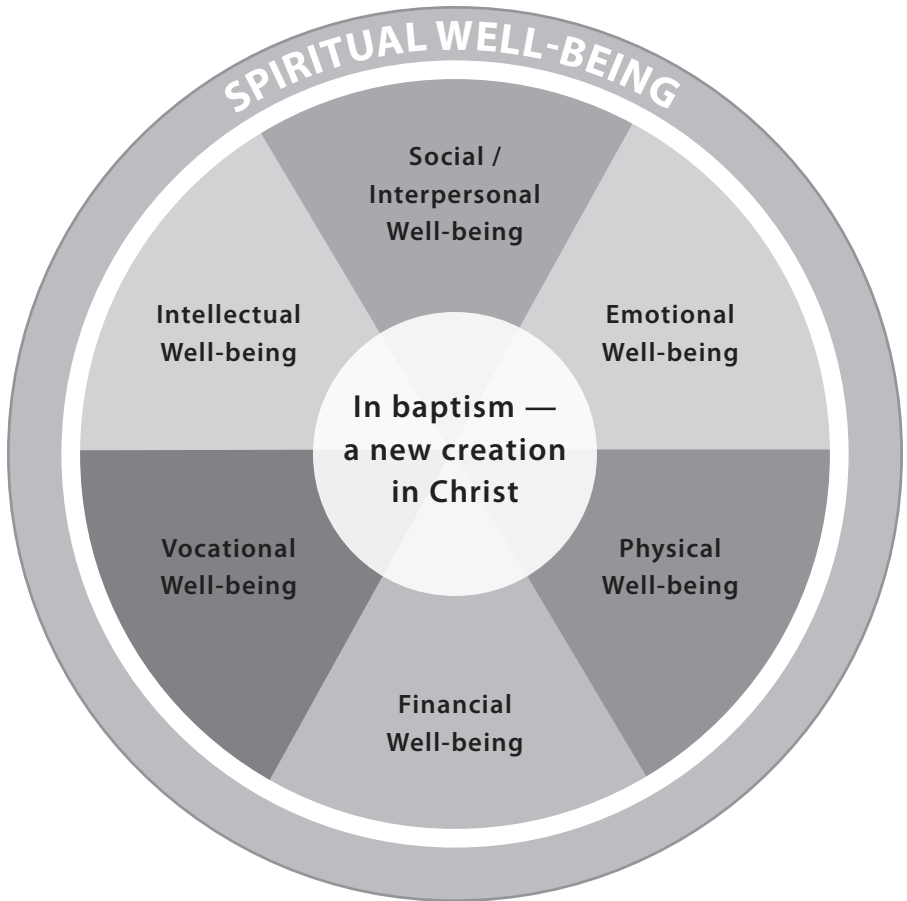 SPIRITUAL WELL-BEING
Social /
Interpersonal
Well-being
Intellectual
Well-being
Emotional
Well-being
In baptism —
a new creation
in Christ
Vocational
Well-being
Physical
Well-being
Financial
Well-being